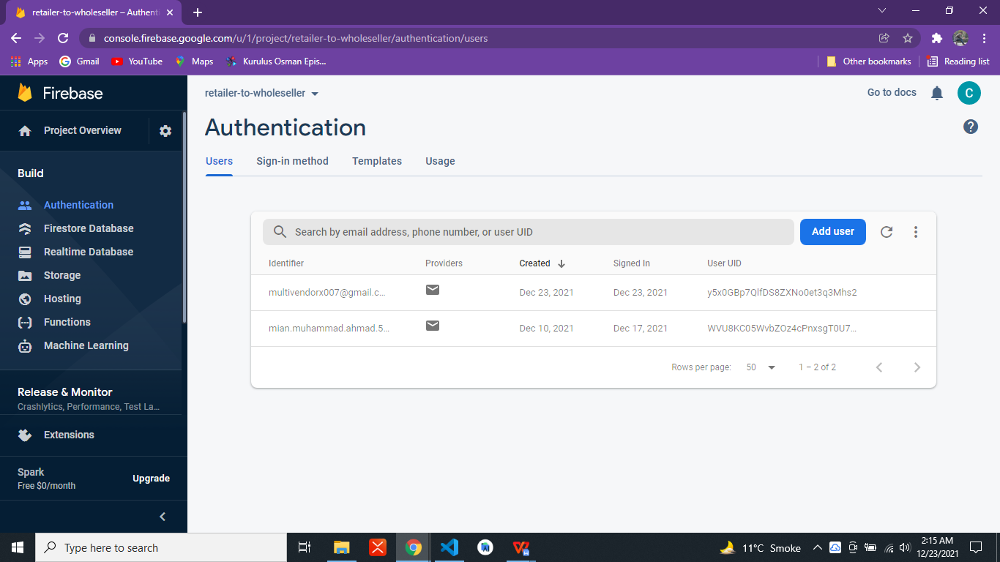 retailer-to-wholeseller – Authenti
console.firebase.google.com/u/1/project/retailer-to-wholeseller/authentication/users
Apps Gmail YouTube Maps Kurulus Osman Epis... Other bookmarks Reading list
Firebase
Project Overview
Build
Authentication
Firestore Database
Realtime Database
Storage
Hosting
Functions
Machine Learning
Release & Monitor
Crashlytics, Performance, Test La...
Extensions
Spark
Free $0/month
Upgrade
retailer-to-wholeseller
Go to docs
C
Authentication
Users Sign-in method Templates Usage
Search by email address, phone number, or user UID
Add user
Identifier Providers Created Signed In User UID
multivendorx007@gmail.c... Dec 23, 2021 Dec 23, 2021 y5x0GBp7QlfDS8ZXNo0et3q3Mhs2
mian.muhammad.ahmad.5... Dec 10, 2021 Dec 17, 2021 WVU8KC05WvbZOz4cPnxsgT0U7...
Rows per page: 50 1 – 2 of 2
Type here to search
11°C Smoke
2:15 AM
12/23/2021